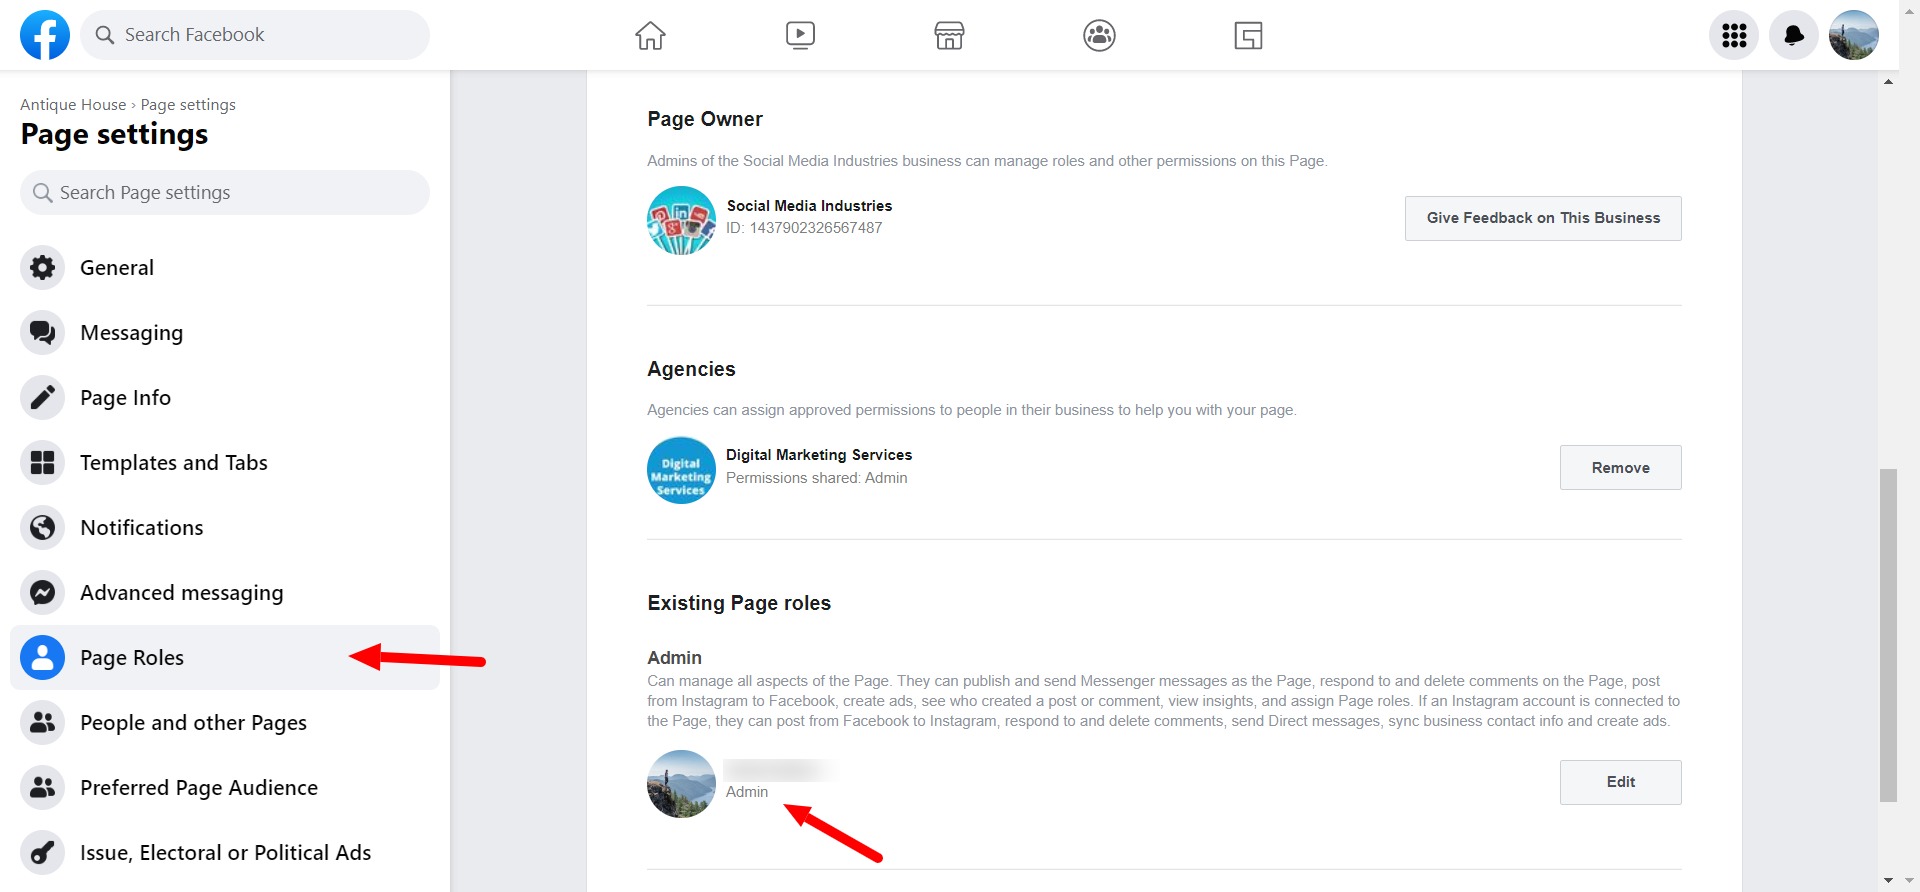 Search Facebook
Antique House › Page settings
Page settings
Search Page settings
General
Messaging
Page Info
Templates and Tabs
Notifications
Advanced messaging
Page Roles
People and other Pages
Preferred Page Audience
Issue, Electoral or Political Ads
Page Owner
Admins of the Social Media Industries business can manage roles and other permissions on this Page.
Social Media Industries
ID: 1437902326567487
Give Feedback on This Business
Agencies
Agencies can assign approved permissions to people in their business to help you with your page.
Digital
Marketing
Services
Digital Marketing Services
Permissions shared: Admin
Remove
Existing Page roles
Admin
Can manage all aspects of the Page. They can publish and send Messenger messages as the Page, respond to and delete comments on the Page, post
from Instagram to Facebook, create ads, see who created a post or comment, view insights, and assign Page roles. If an Instagram account is connected to
the Page, they can post from Facebook to Instagram, respond to and delete comments, send Direct messages, sync business contact info and create ads.
Admin
Edit